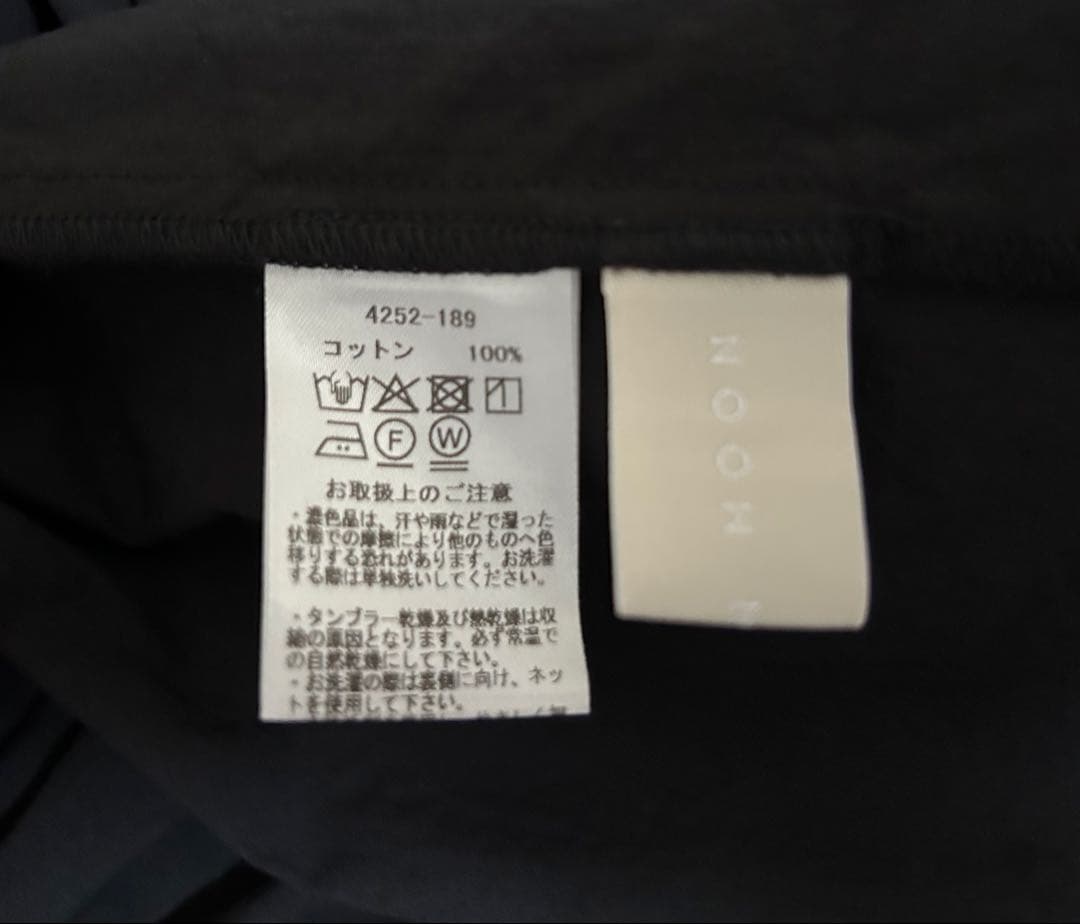 4252-189
コットン 100%
F W
お取扱上のご注意
・濃色品は、汗や雨などで湿った
状態での摩擦により他のものへ色
移りする恐れがあります。お洗濯
する際は単独洗いしてください。
・タンブラー乾燥及び熱乾燥は収
縮の原因となります。必ず常温で
の自然乾燥にして下さい。
・お洗濯の際は裏側に向け、ネッ
トを使用して下さい。